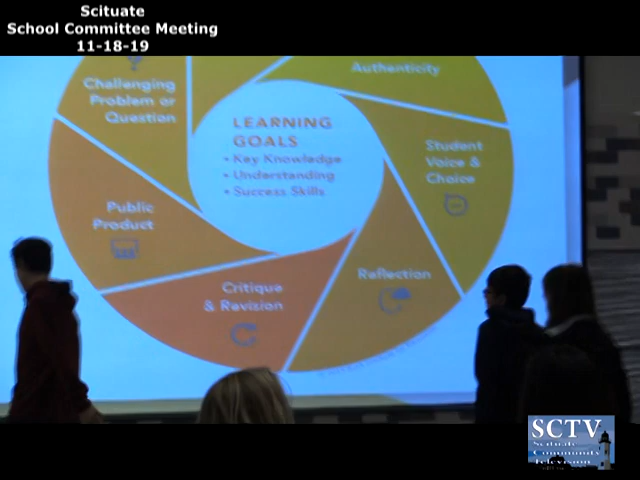 Scituate
School Committee Meeting
11-18-19
Authenticity
Challenging
Problem or
Question
LEARNING
GOALS
• Key Knowledge
• Understanding
• Success Skills
Student
Voice &
Choice
Public
Product
Reflection
Critique
& Revision
SCTV
Scituate
Community
Television